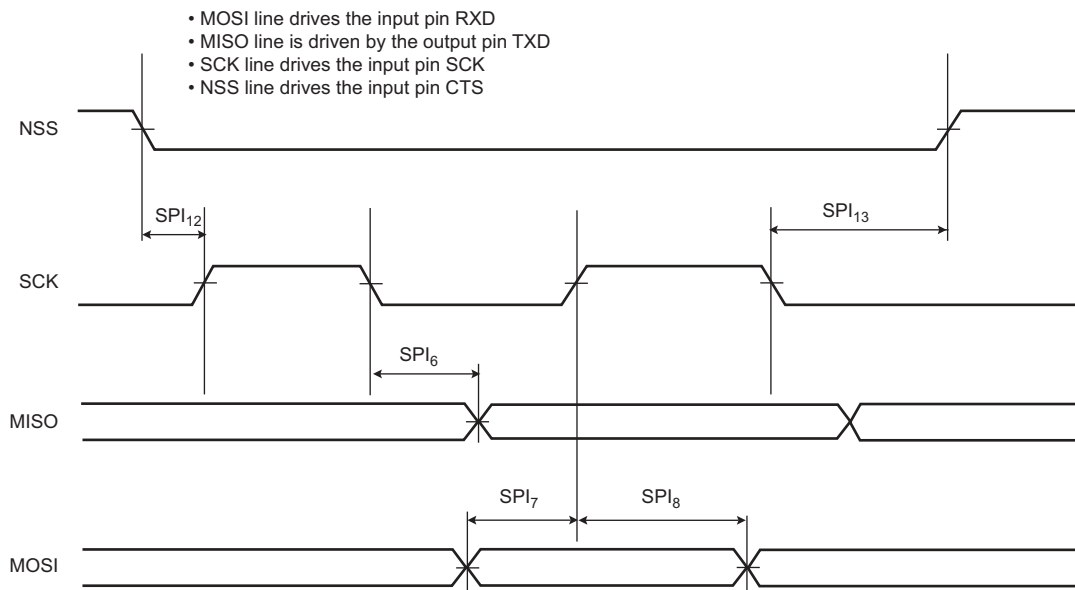 • MOSI line drives the input pin RXD
• MISO line is driven by the output pin TXD
• SCK line drives the input pin SCK
• NSS line drives the input pin CTS
NSS
SPI12
SPI13
SCK
SPI6
MISO
SPI7
SPI8
MOSI